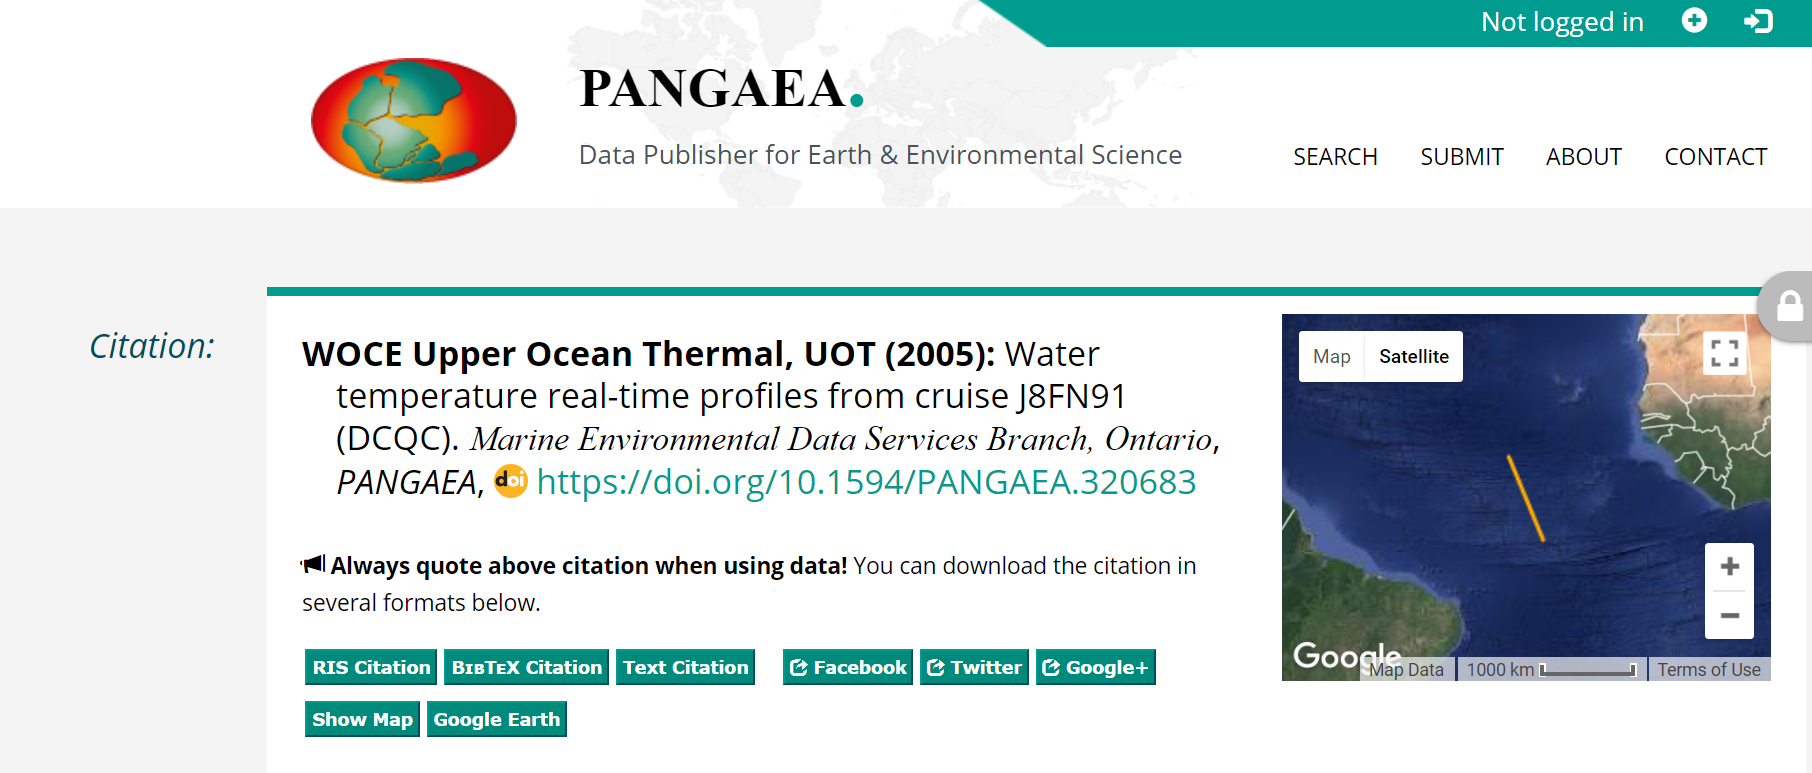 Not logged in
PANGAEA.
Data Publisher for Earth & Environmental Science
SEARCH SUBMIT ABOUT CONTACT
Citation:
WOCE Upper Ocean Thermal, UOT (2005): Water
temperature real-time profiles from cruise J8FN91
(DCQC). Marine Environmental Data Services Branch, Ontario,
PANGAEA, doi https://doi.org/10.1594/PANGAEA.320683
Always quote above citation when using data! You can download the citation in
several formats below.
RIS Citation BIBTEX Citation Text Citation Facebook Twitter Google+
Show Map Google Earth
Map Satellite
Google
Map Data 1000 km Terms of Use